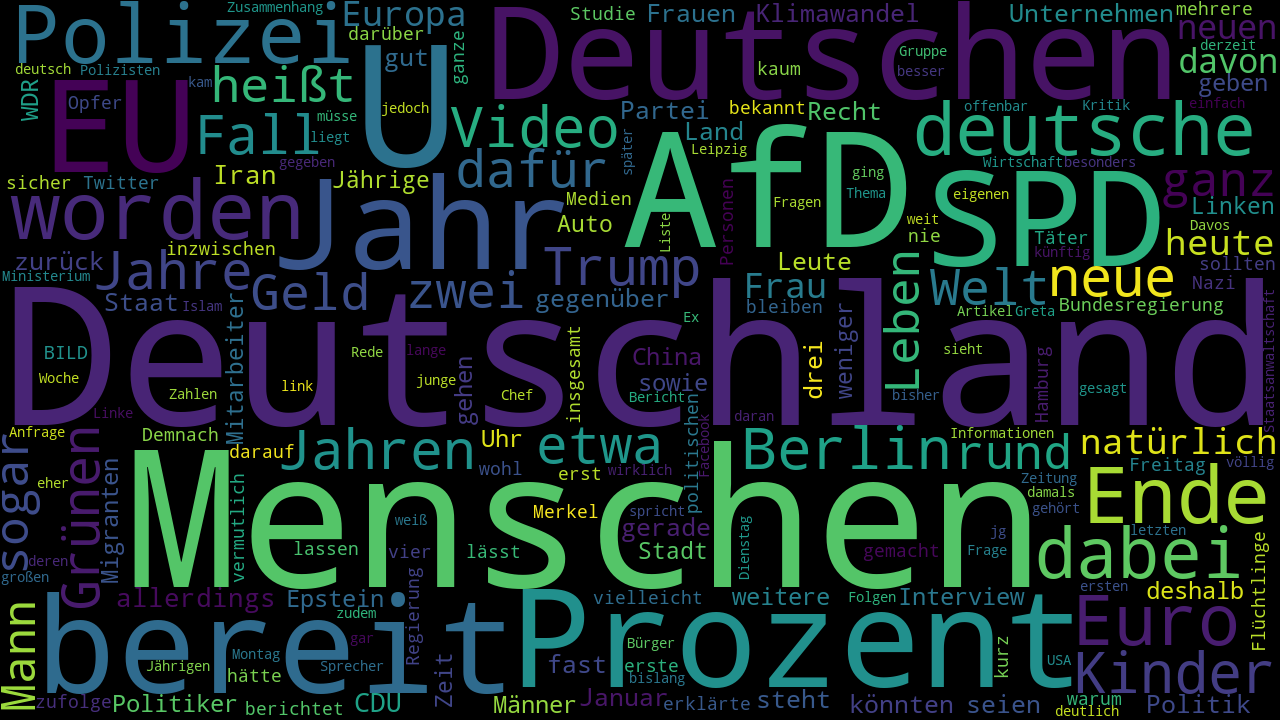 Zusammenhang
Polizei
Europa
darüber
Studie
Frauen
Klimawandel
Unternehmen
mehrere
neuen
derzeit
Deutschen
deutsch
Polizisten
kam
heißt
U
gut
ganze
Gruppe
besser
kaum
davon
geben
WDR
EU
Opfer
Fall
müsse
liegt
jedoch
Video
Partei
bekannt
Recht
offenbar
Kritik
einfach
deutsche
gegeben
später
Land
Leipzig
AfD
Wirtschaft
besonders
sicher
Twitter
Iran
Jährige
dafür
Medien
Personen
ging
Thema
Fragen
SPD
eigenen
ganz
Linken
worden
Jahr
Auto
Liste
weit
nie
Täter
Davos
heute
künftig
inzwischen
zurück
Jahre
Trump
Leute
sollten
Ministerium
Staat
Islam
Geld
zwei
gegenüber
Frau
bleiben
Leben
Welt
neue
Nazi
Artikel
Greta
Bundesregierung
Deutschland
Mitarbeiter
Ex
BILD
Rede
lange
gehen
insgesamt
China
drei
weniger
sieht
Hamburg
Staatsanwaltschaft
Woche
Zahlen
link
junge
Chef
sowie
Bericht
bisher
gesagt
Linke
politischen
Facebook
daran
Anfrage
sogar
Grünen
Demnach
darauf
Jahren
Uhr
etwa
Berlin
Informationen
rund
natürlich
Migranten
vermutlich
wohl
erst
wirklich
Zeitung
Freitag
völlig
eher
Menschen
weiß
Merkel
spricht
gerade
Dienstag
damals
gehört
Ende
letzten
deren
großen
lassen
vier
lässt
Stadt
gemacht
jg
Frage
dabei
Flüchtlinge
Mann
allerdings
Epstein
zudem
Regierung
vielleicht
weitere
Folgen
Interview
ersten
deshalb
bereit
Prozent
Euro
gar
Bürger
kurz
Jährigen
Montag
hätte
Sprecher
Zeit
fast
erste
bislang
USA
Kinder
zufolge
Politiker
berichtet
CDU
Männer
Januar
erklärte
steht
könnten
seien
warum
deutlich
Politik